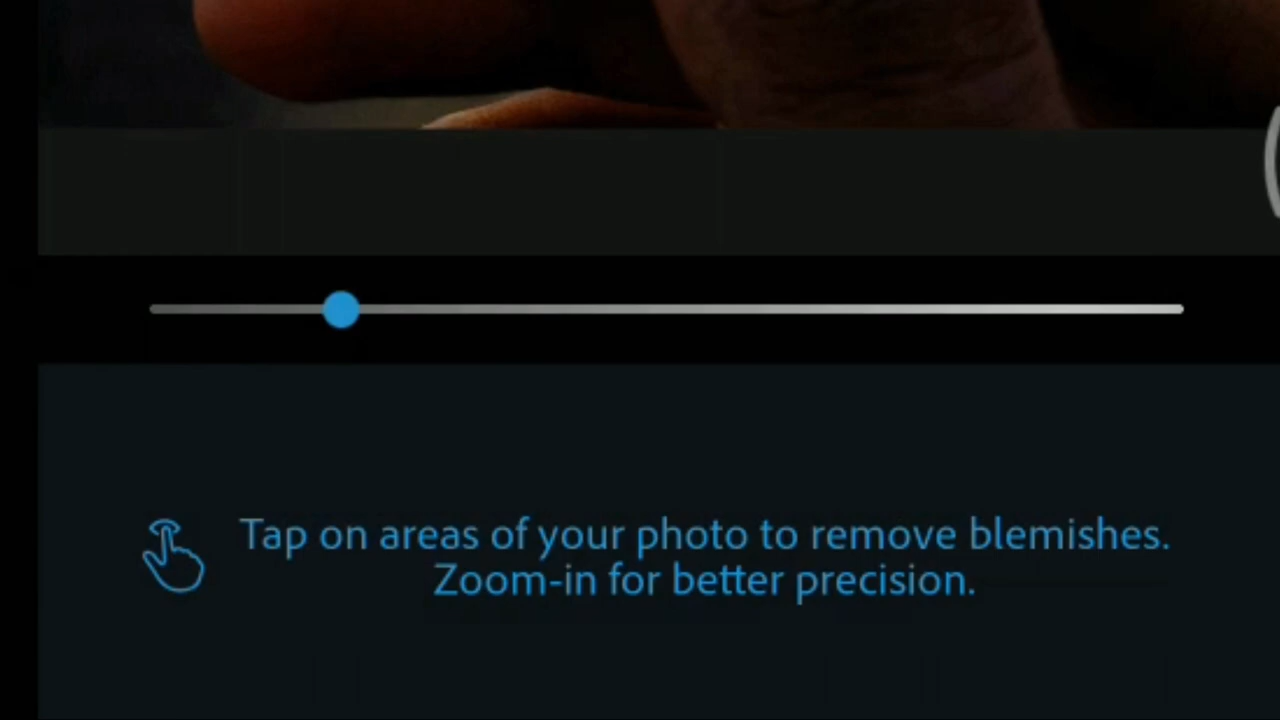 Tap on areas of your photo to remove blemishes.
Zoom-in for better precision.